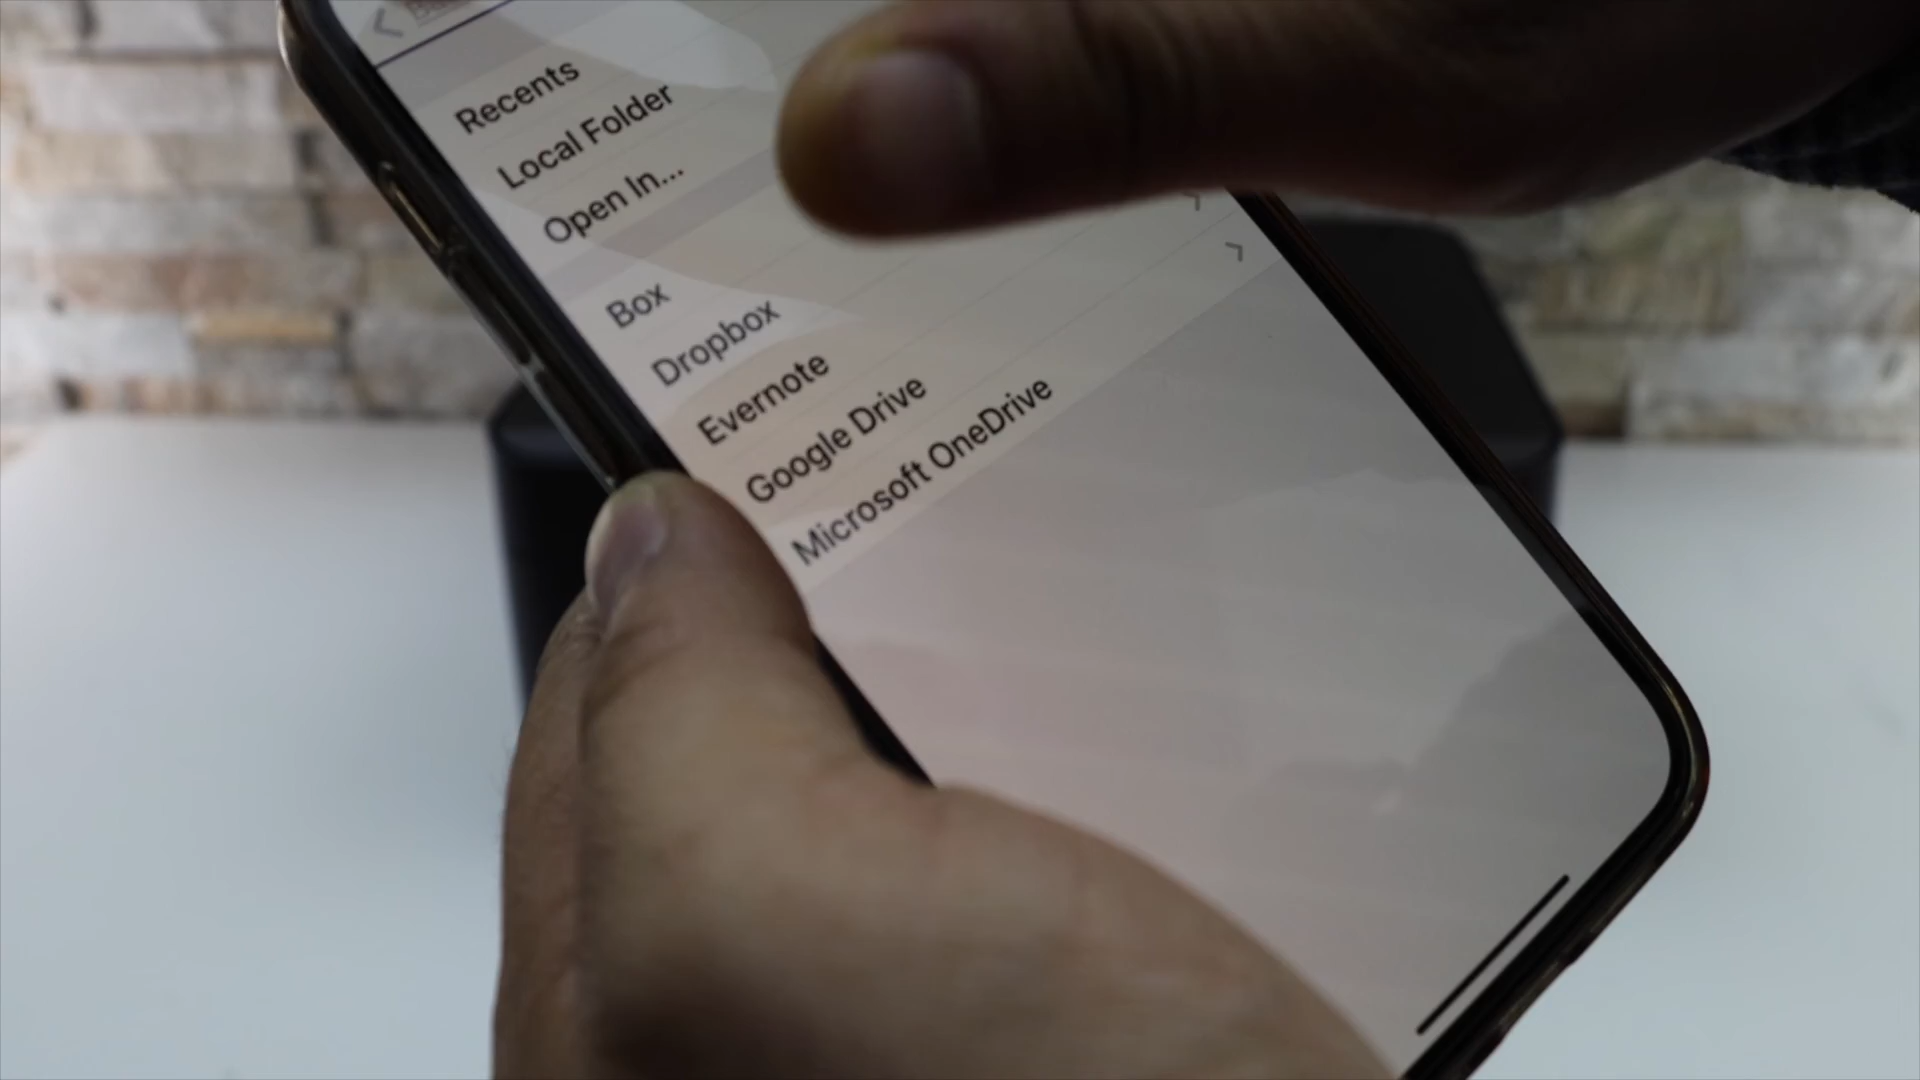 Recents
Local Folder
Open In...
Box
Dropbox
Evernote
Google Drive
Microsoft OneDrive